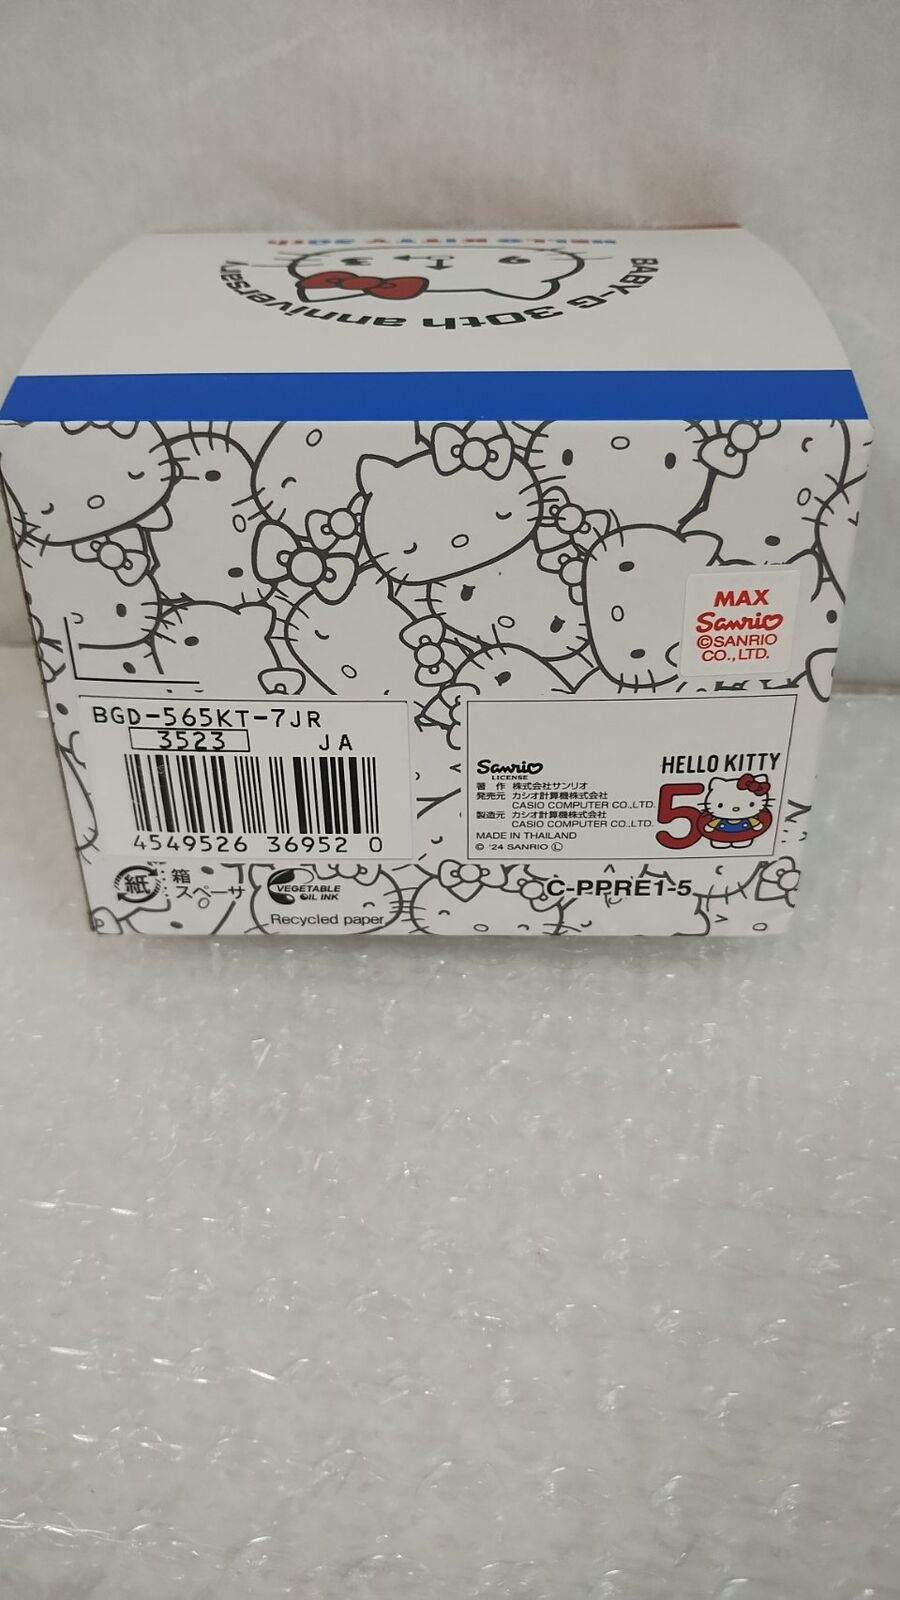 HELLO KITTY 50th
BABY-G 30th anniversary
MAX
Sanrio
©SANRIO
CO.,LTD.
BGD-565KT-7JR
3523
JA
4549526 36952 0
Sanrio
LICENSE
著 作 株式会社サンリオ
発売元 カシオ計算機株式会社
CASIO COMPUTER CO.,LTD.
製造元 カシオ計算機株式会社
CASIO COMPUTER CO.,LTD.
MADE IN THAILAND
© '24 SANRIO Ⓛ
HELLO KITTY
50
紙
箱
スペーサ
VEGETABLE
OIL INK
Recycled paper
C-PPRE1-5